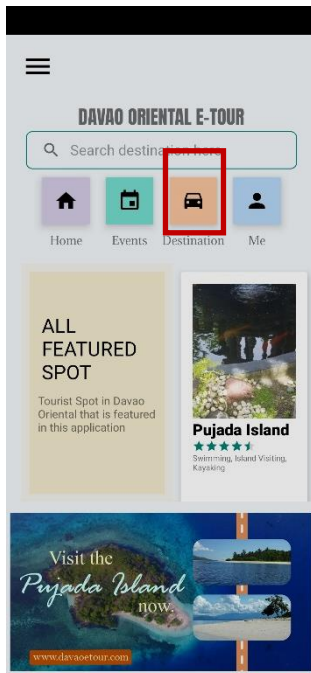 DAVAO ORIENTAL E-TOUR
Search destination here
Home Events Destination Me
ALL
FEATURED
SPOT
Tourist Spot in Davao
Oriental that is featured
in this application
Pujada Island
Swimming, Island Visiting,
Kayaking
Visit the
Pujada Island
now.
www.davaoetour.com